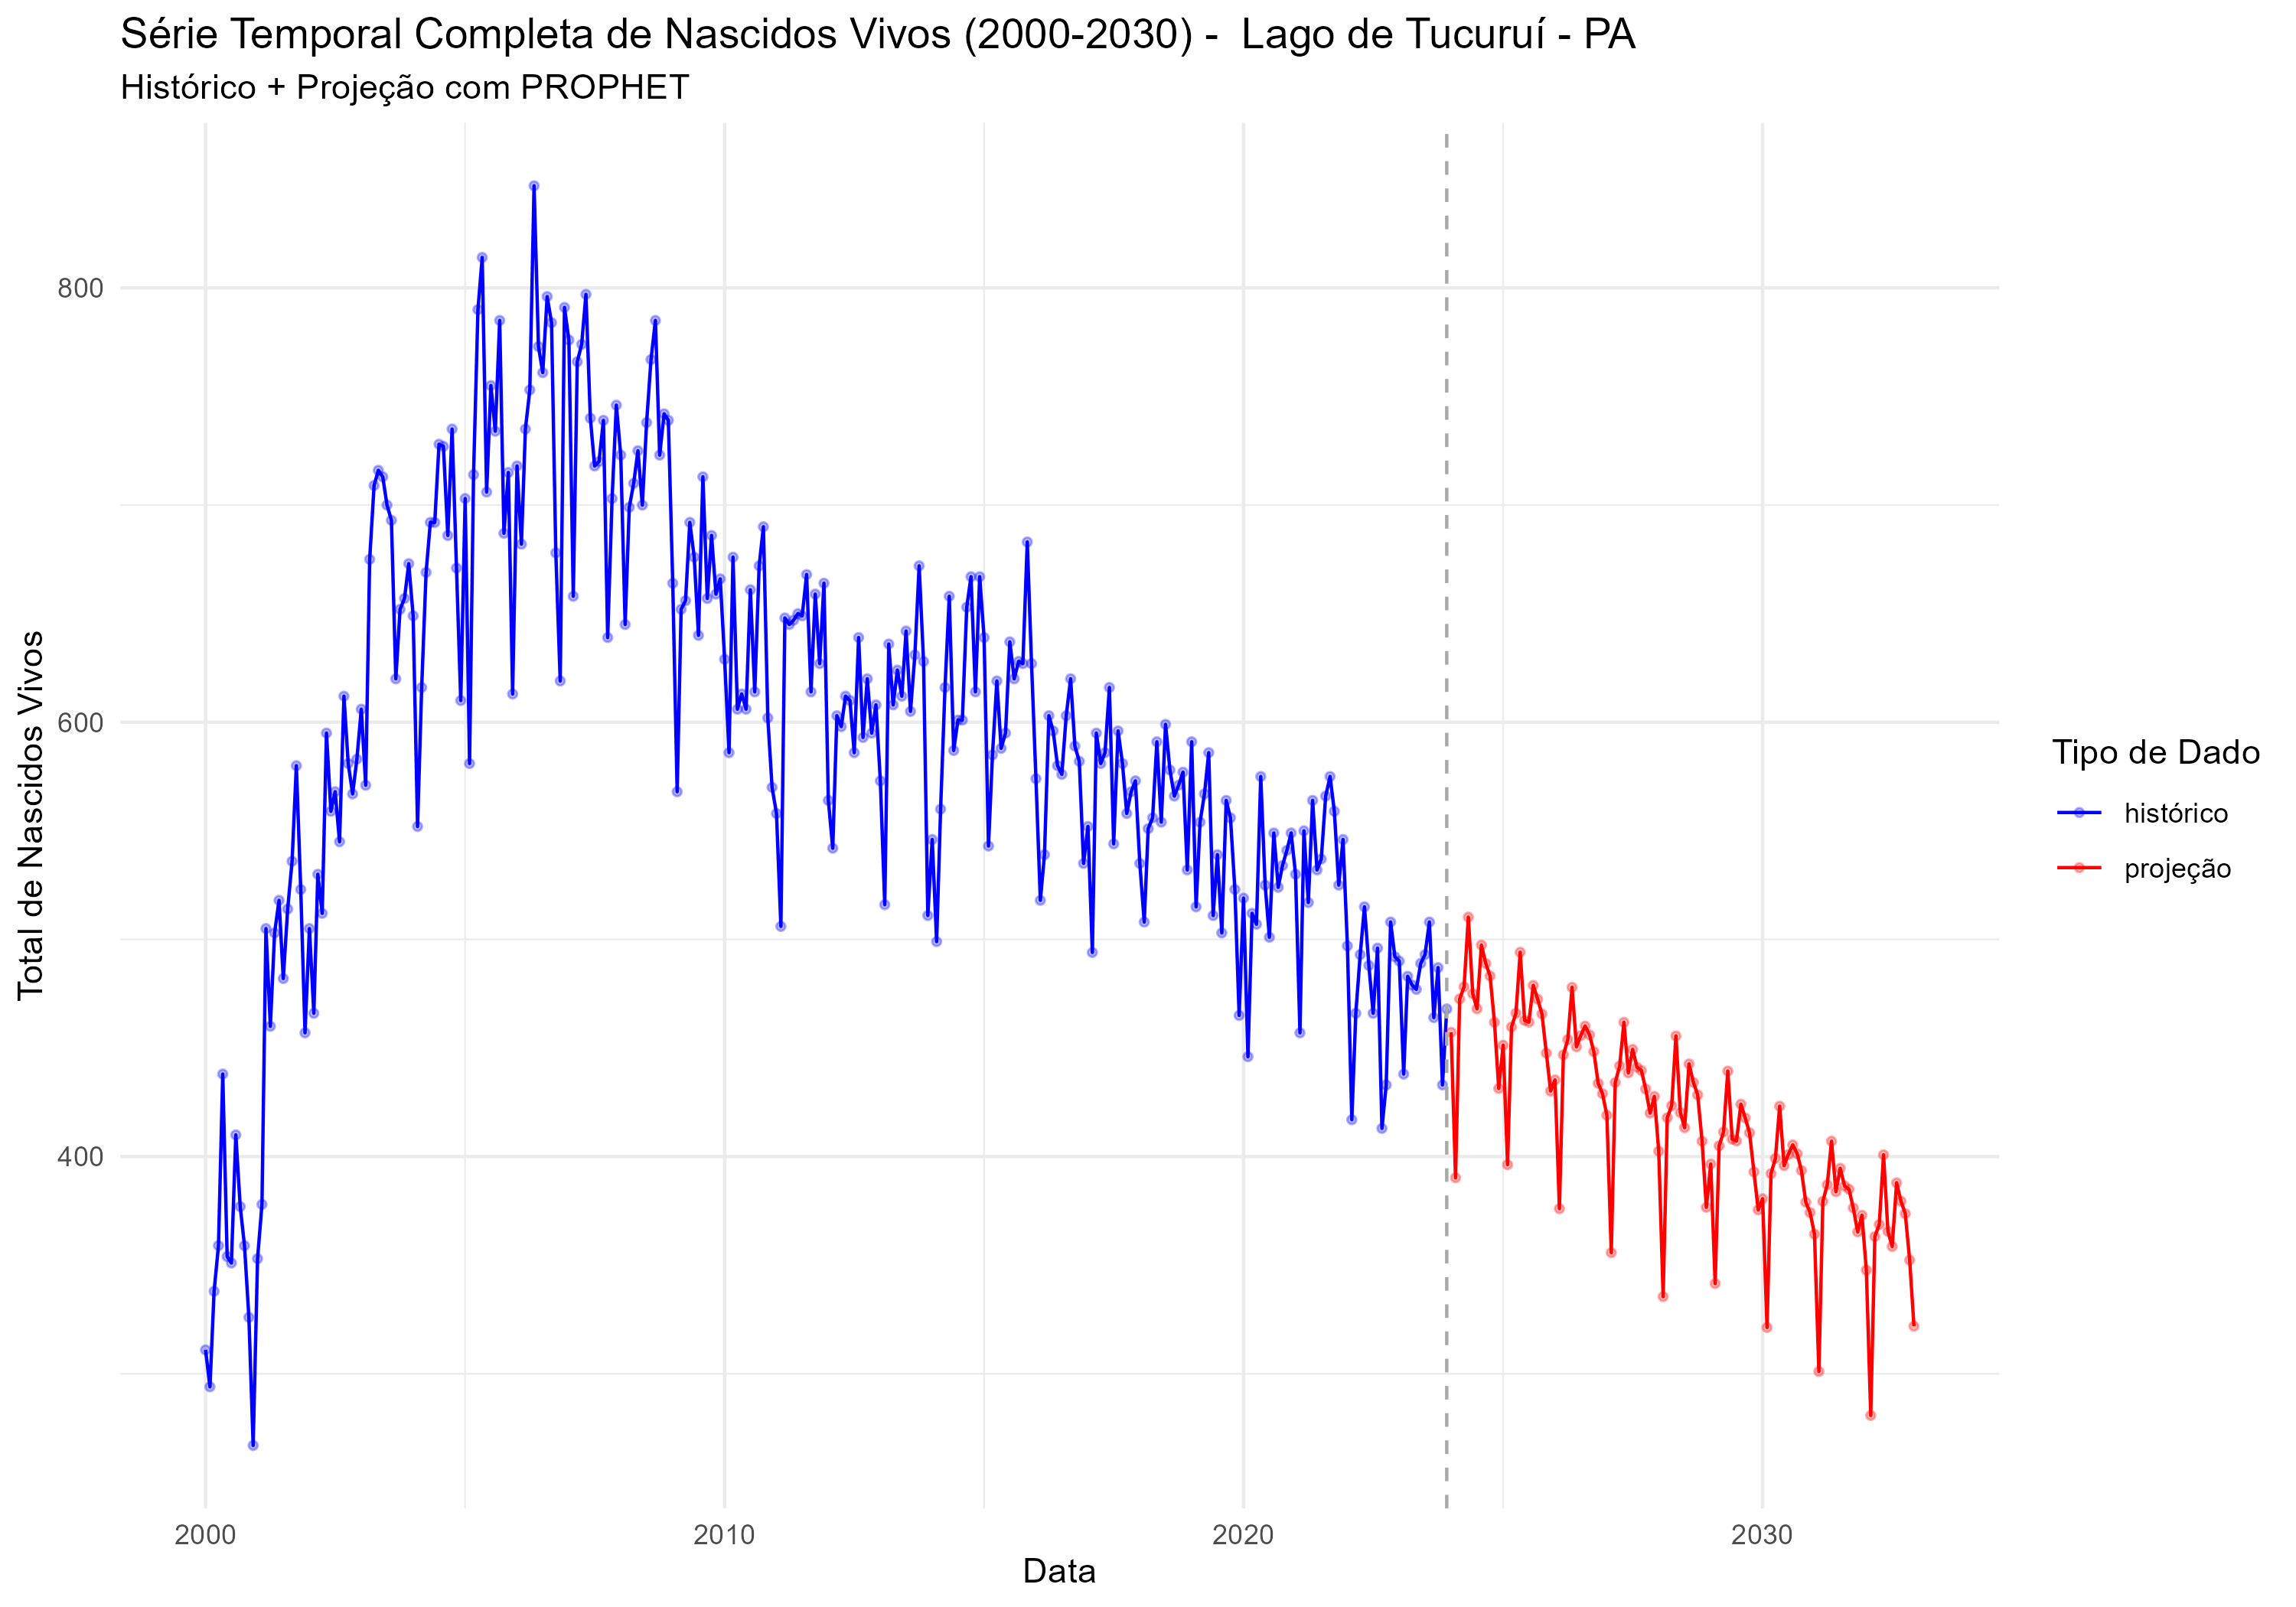 Série Temporal Completa de Nascidos Vivos (2000-2030) -  Lago de Tucuruí - PA
Histórico + Projeção com PROPHET
Total de Nascidos Vivos
800
600
400
2000
2010
2020
2030
Data
Tipo de Dado
histórico
projeção